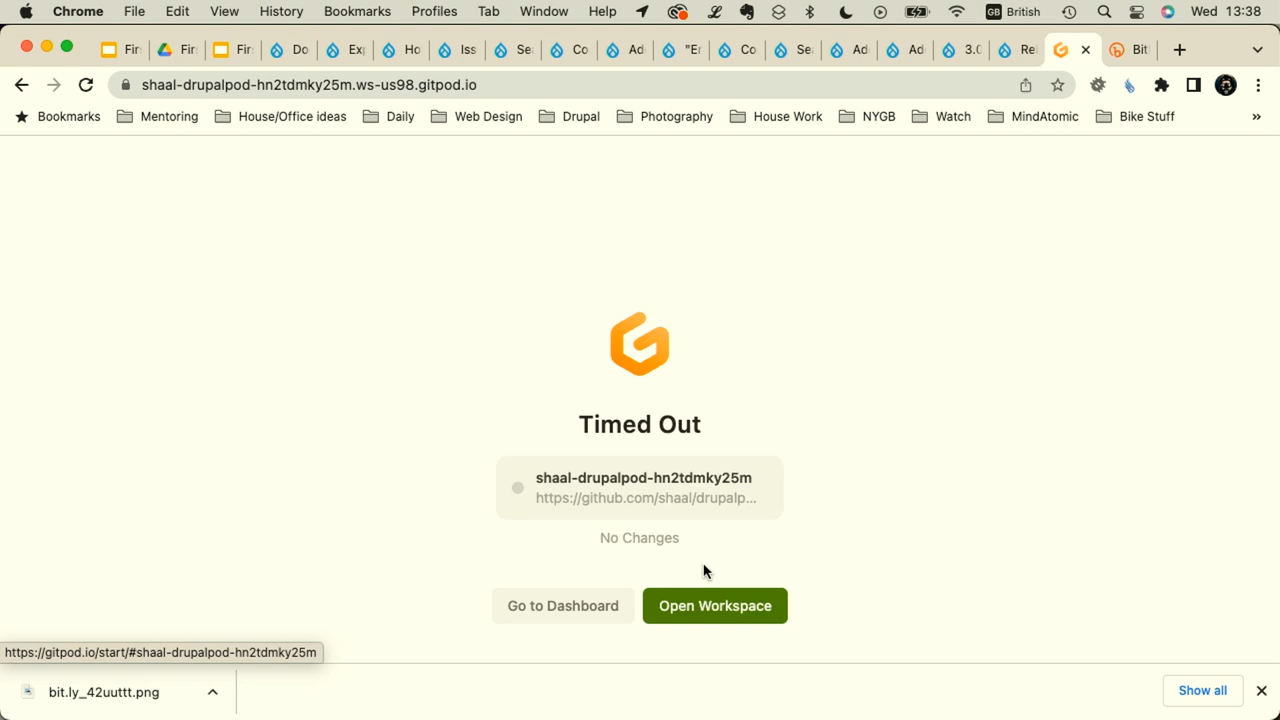 Chrome File Edit View History Bookmarks Profiles Tab Window Help British Wed 13:38
Fir Fir Fir Do Exp Ho Iss Se Co Ad "Er Co Se Ad Ad 3.0 Re Bit
shaal-drupalpod-hn2tdmky25m.ws-us98.gitpod.io
Bookmarks Mentoring House/Office ideas Daily Web Design Drupal Photography House Work NYGB Watch MindAtomic Bike Stuff »
Timed Out
shaal-drupalpod-hn2tdmky25m
https://github.com/shaal/drupalp...
No Changes
Go to Dashboard Open Workspace
https://gitpod.io/start/#shaal-drupalpod-hn2tdmky25m
bit.ly_42uuttt.png Show all